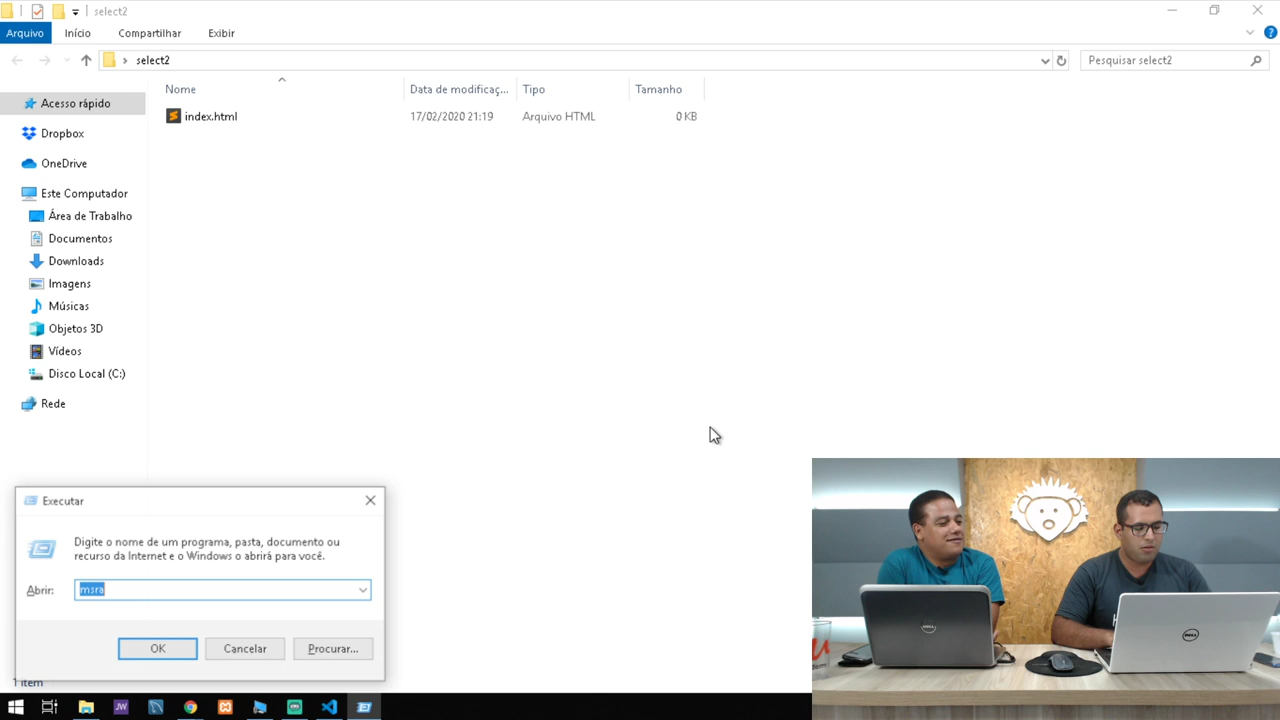 select2
Arquivo Início Compartilhar Exibir
select2 Pesquisar select2
Nome Data de modificaç... Tipo Tamanho
index.html 17/02/2020 21:19 Arquivo HTML 0 KB
Acesso rápido
Dropbox
OneDrive
Este Computador
Área de Trabalho
Documentos
Downloads
Imagens
Músicas
Objetos 3D
Vídeos
Disco Local (C:)
Rede
Executar
Digite o nome de um programa, pasta, documento ou
recurso da Internet e o Windows o abrirá para você.
Abrir: msra
OK Cancelar Procurar...
1 item
JW
DELL
DELL